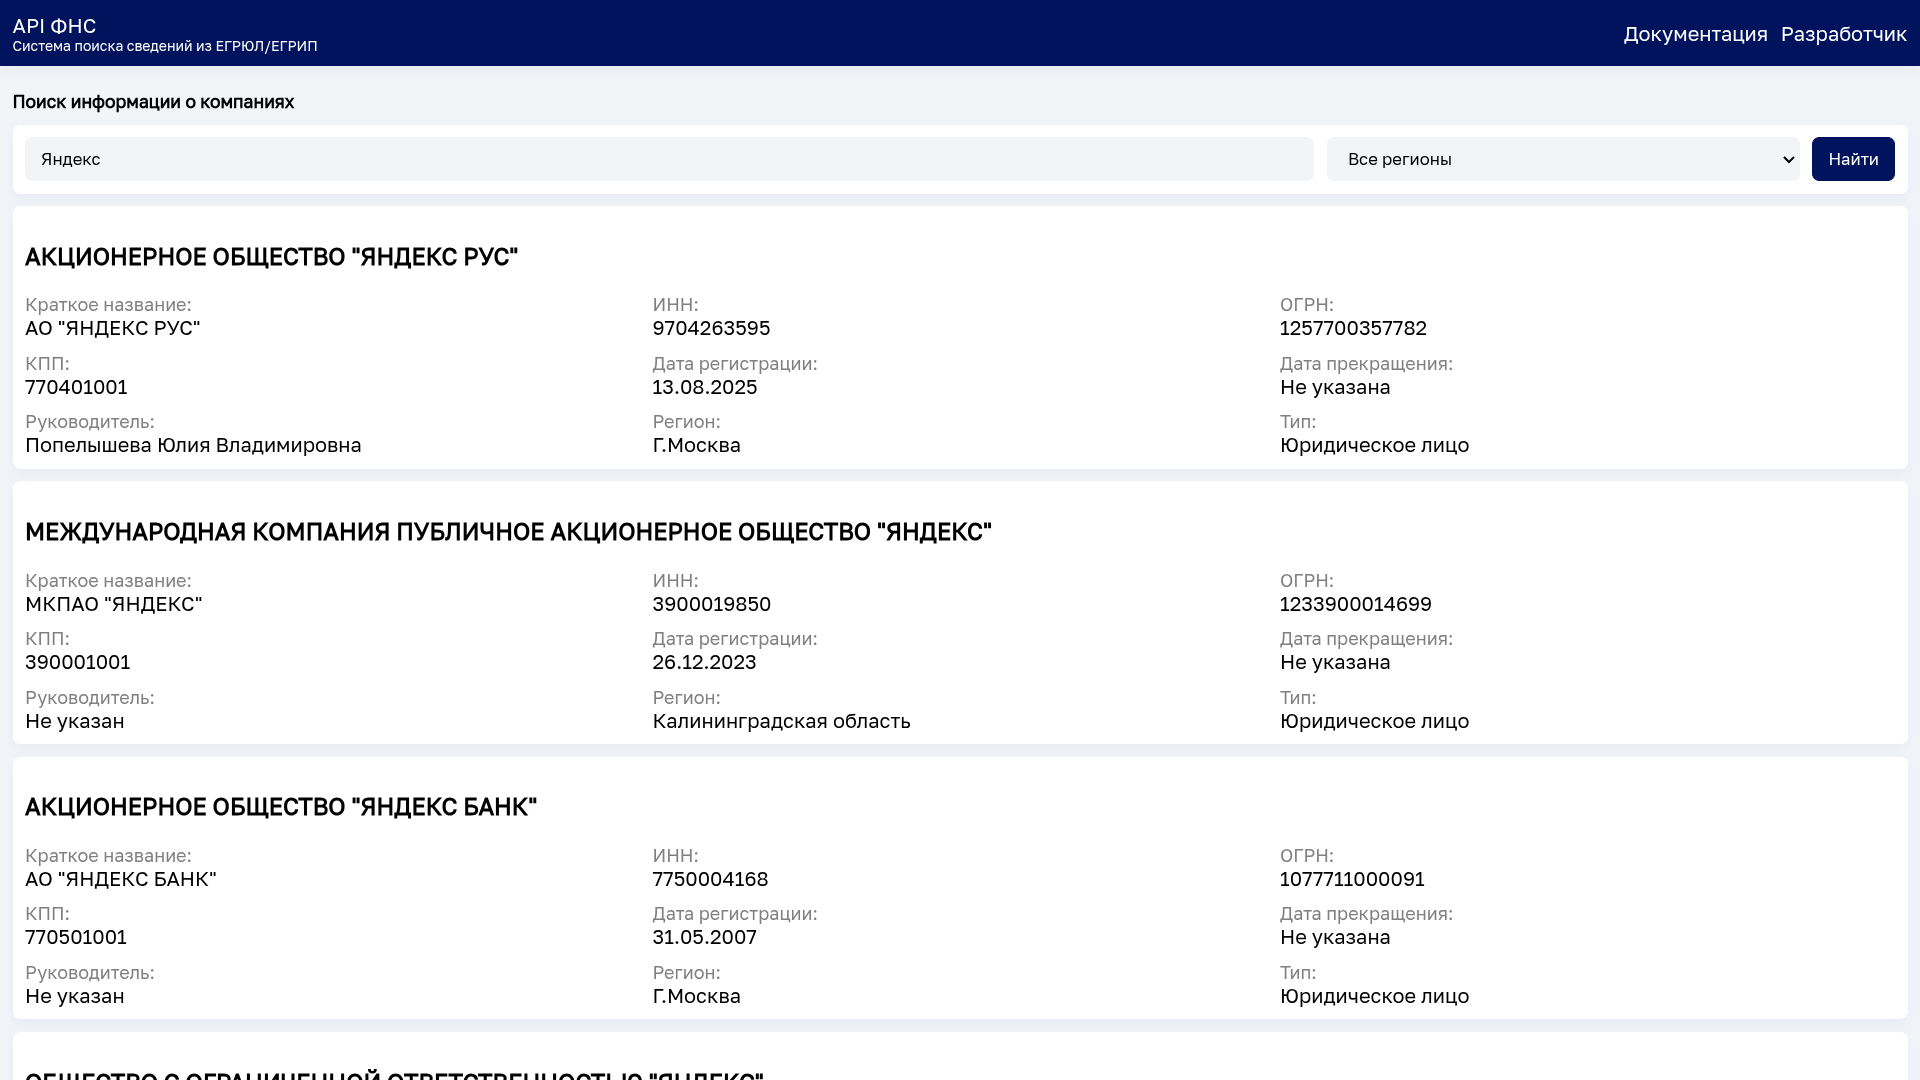 API ФНС
Система поиска сведений из ЕГРЮЛ/ЕГРИП
Документация Разработчик
Поиск информации о компаниях
Яндекс
Все регионы
Найти
АКЦИОНЕРНОЕ ОБЩЕСТВО "ЯНДЕКС РУС"
Краткое название: ИНН: ОГРН:
АО "ЯНДЕКС РУС" 9704263595 1257700357782
КПП: Дата регистрации: Дата прекращения:
770401001 13.08.2025 Не указана
Руководитель: Регион: Тип:
Попелышева Юлия Владимировна Г.Москва Юридическое лицо
МЕЖДУНАРОДНАЯ КОМПАНИЯ ПУБЛИЧНОЕ АКЦИОНЕРНОЕ ОБЩЕСТВО "ЯНДЕКС"
Краткое название: ИНН: ОГРН:
МКПАО "ЯНДЕКС" 3900019850 1233900014699
КПП: Дата регистрации: Дата прекращения:
390001001 26.12.2023 Не указана
Руководитель: Регион: Тип:
Не указан Калининградская область Юридическое лицо
АКЦИОНЕРНОЕ ОБЩЕСТВО "ЯНДЕКС БАНК"
Краткое название: ИНН: ОГРН:
АО "ЯНДЕКС БАНК" 7750004168 1077711000091
КПП: Дата регистрации: Дата прекращения:
770501001 31.05.2007 Не указана
Руководитель: Регион: Тип:
Не указан Г.Москва Юридическое лицо
ОБЩЕСТВО С ОГРАНИЧЕННОЙ ОТВЕТСТВЕННОСТЬЮ "ЯНДЕКС"